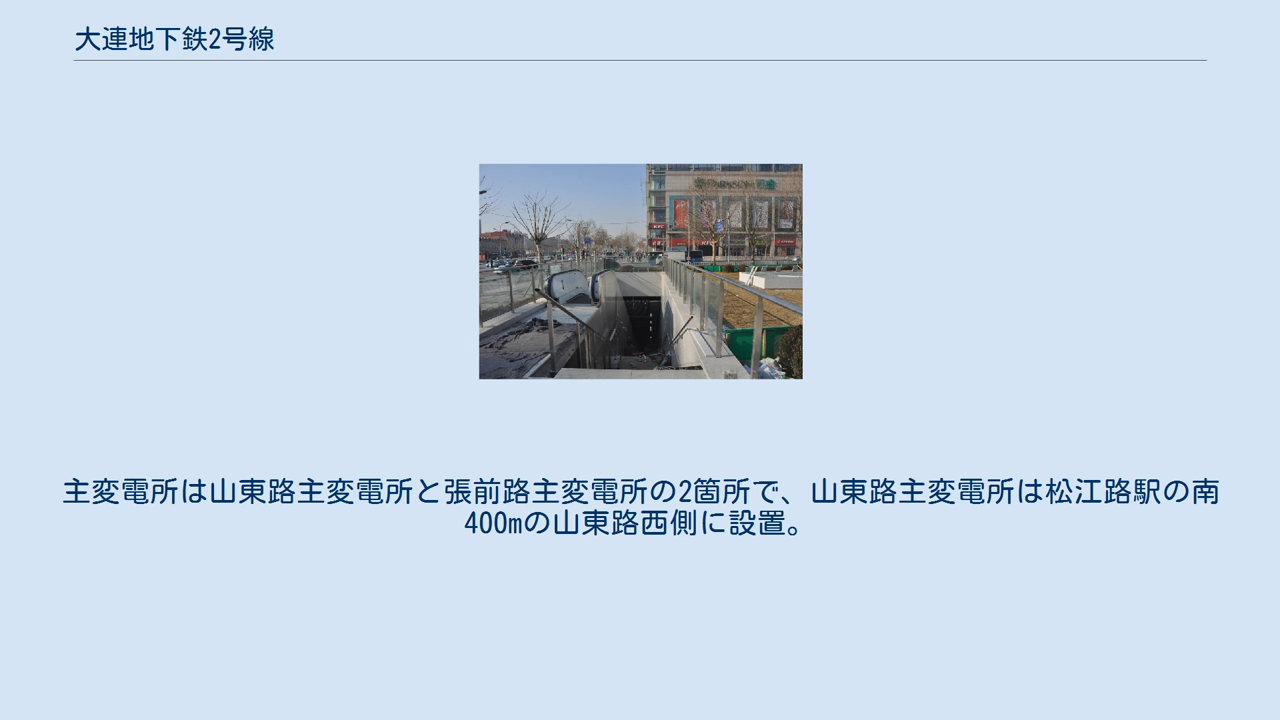 大連地下鉄2号線
KFC
主変電所は山東路主変電所と張前路主変電所の2箇所で、山東路主変電所は松江路駅の南
400mの山東路西側に設置。